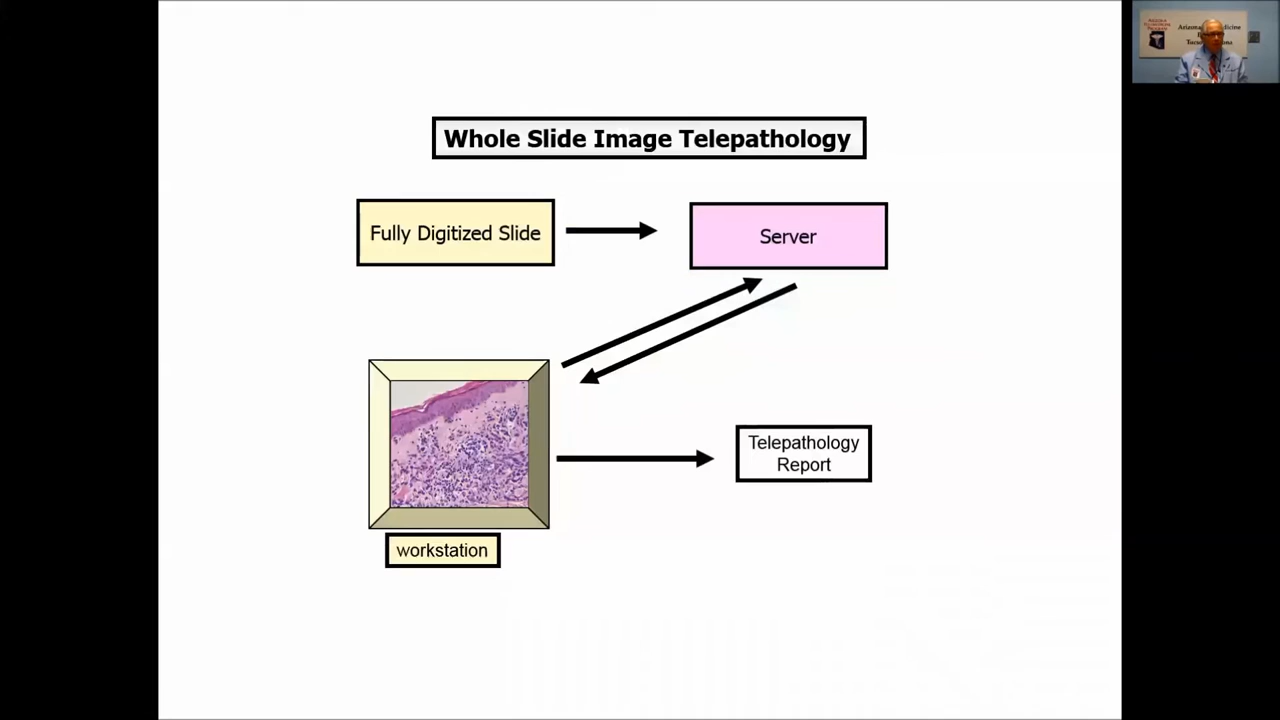 Whole Slide Image Telepathology
Fully Digitized Slide
Server
Telepathology
Report
workstation